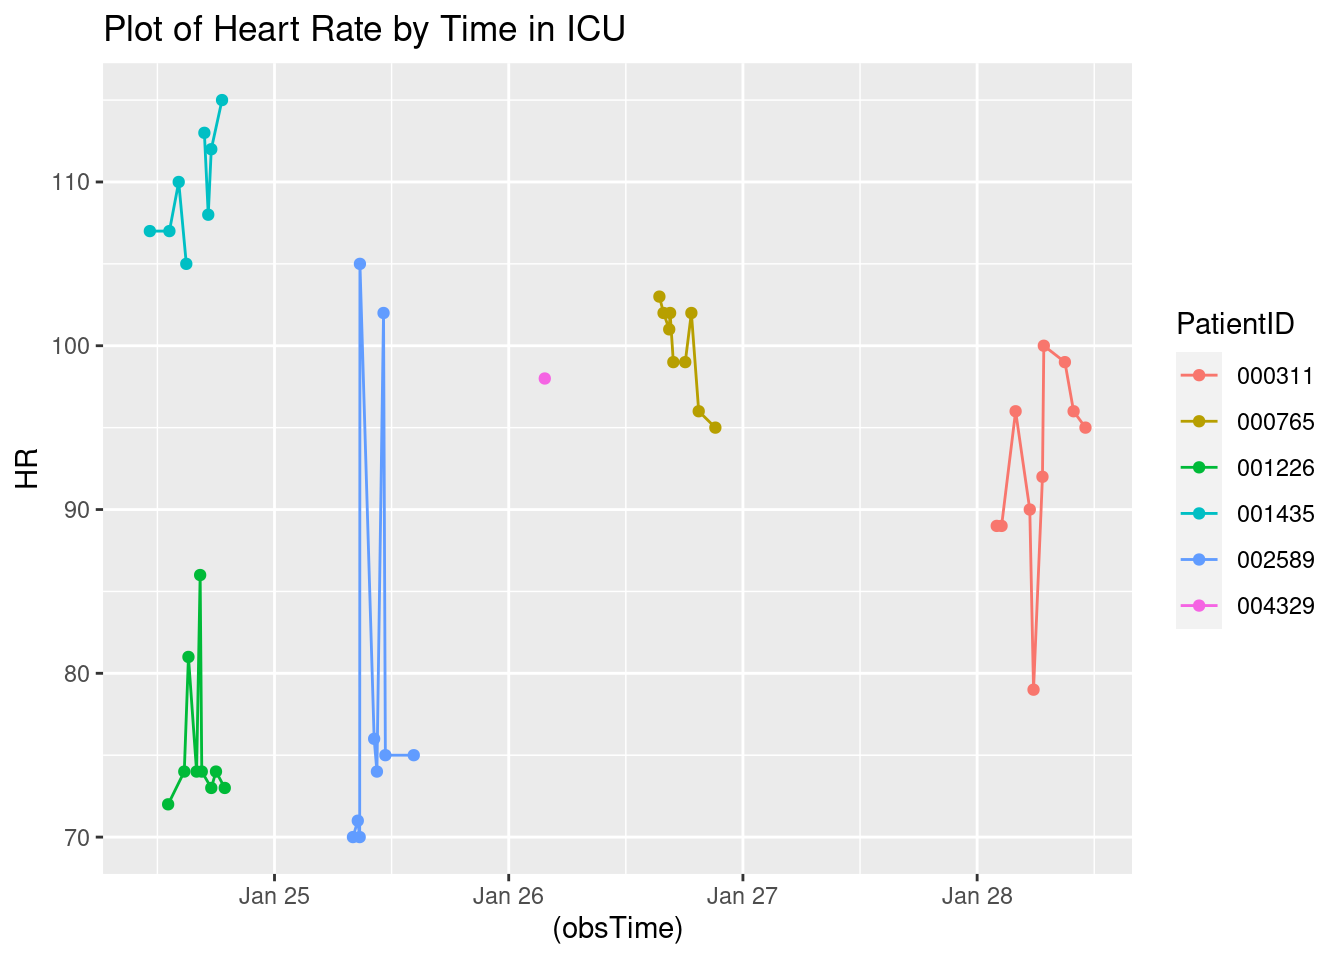 Plot of Heart Rate by Time in ICU
110
100
90
80
70
HR
Jan 25
Jan 26
Jan 27
Jan 28
(obsTime)
PatientID
000311
000765
001226
001435
002589
004329